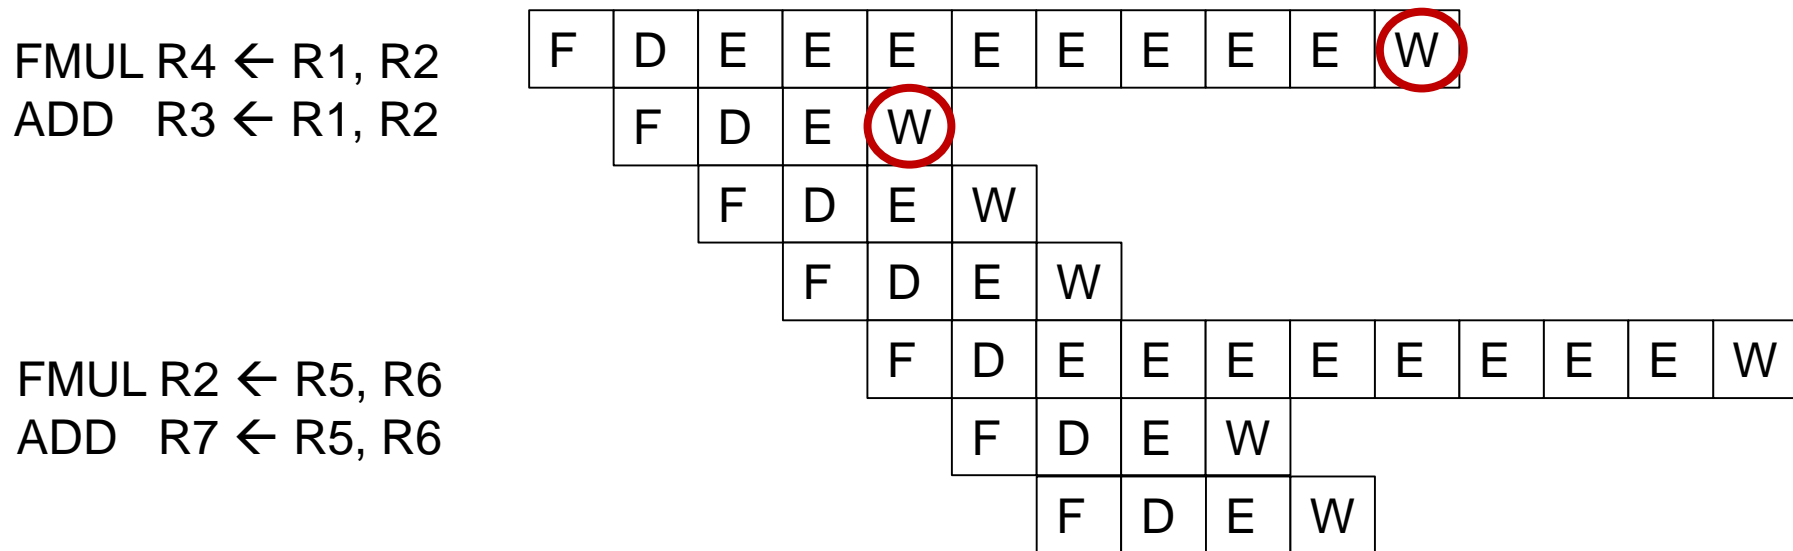 FMUL R4 ← R1, R2 F D E E E E E E E E W
ADD R3 ← R1, R2 F D E W
F D E W
F D E W
FMUL R2 ← R5, R6 F D E E E E E E E E W
ADD R7 ← R5, R6 F D E W
F D E W